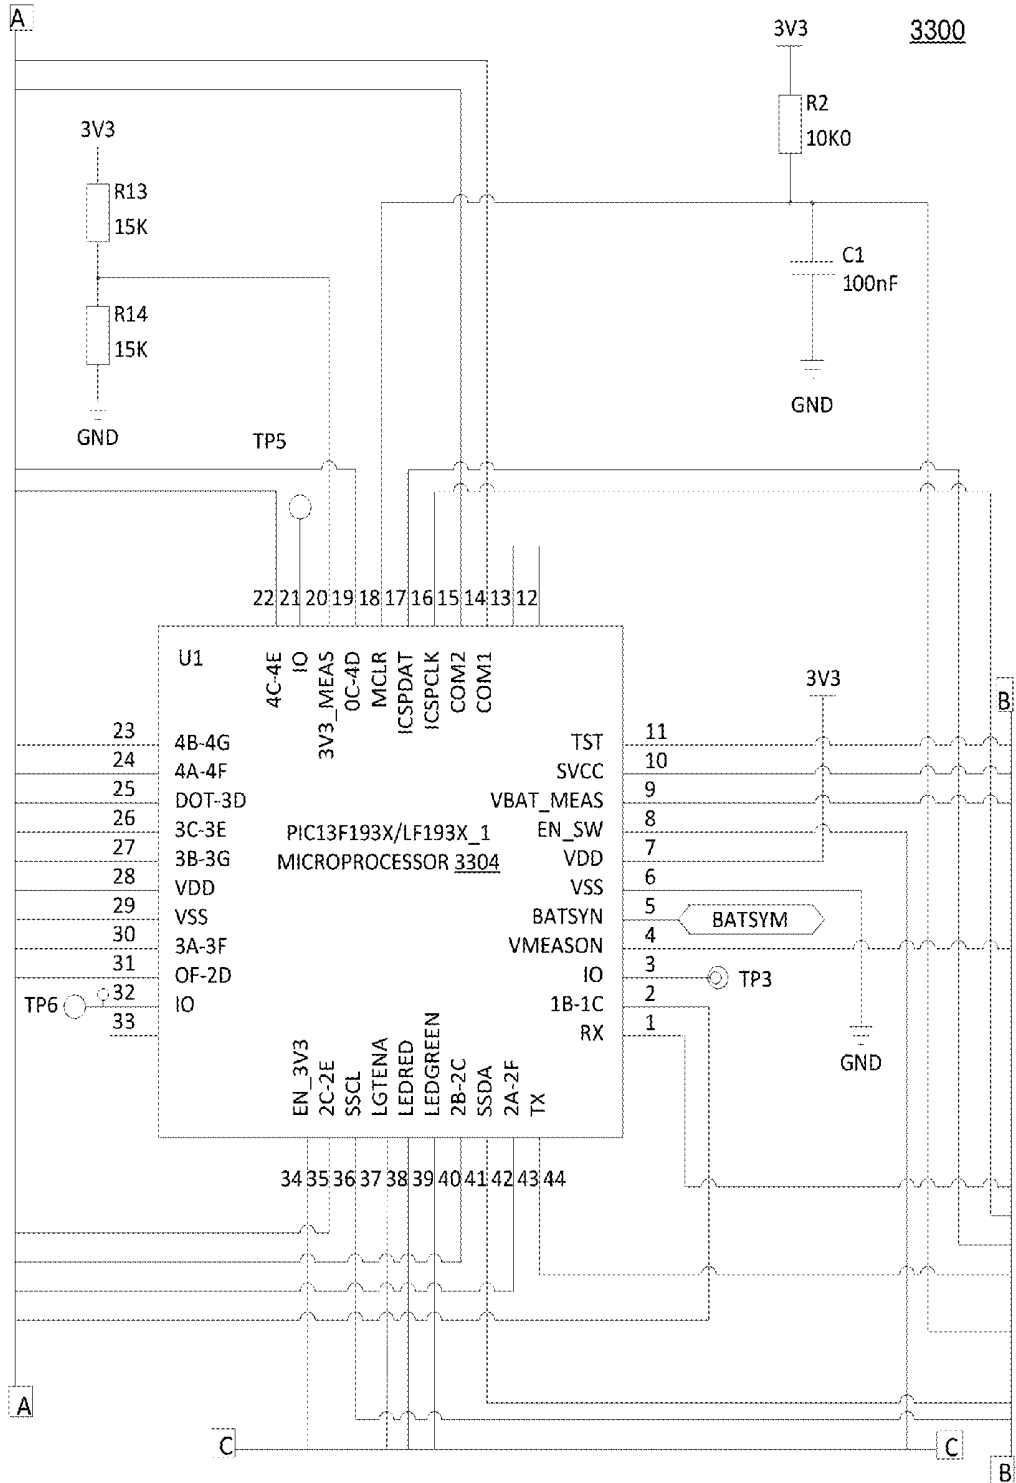 A
3300
3V3
R2
10K0
3V3
R13
15K
C1
100nF
R14
15K
GND
GND
TP5
22 21 20 19 18 17 16 15 14 13 12
U1
4C-4E
IO
3V3_MEAS
0C-4D
MCLR
ICSPDAT
ICSPCLK
COM2
COM1
3V3
B
23 4B-4G
24 4A-4F
25 DOT-3D
26 3C-3E
27 3B-3G
28 VDD
29 VSS
30 3A-3F
31 OF-2D
TP6 32 IO
33
PIC13F193X/LF193X_1
MICROPROCESSOR 3304
TST 11
SVCC 10
VBAT_MEAS 9
EN_SW 8
VDD 7
VSS 6
BATSYN 5 BATSYM
VMEASON 4
IO 3 TP3
1B-1C 2
RX 1
GND
EN_3V3
2C-2E
SSCL
LGTENA
LEDRED
LEDGREEN
2B-2C
SSDA
2A-2F
TX
34 35 36 37 38 39 40 41 42 43 44
A
C
C
B